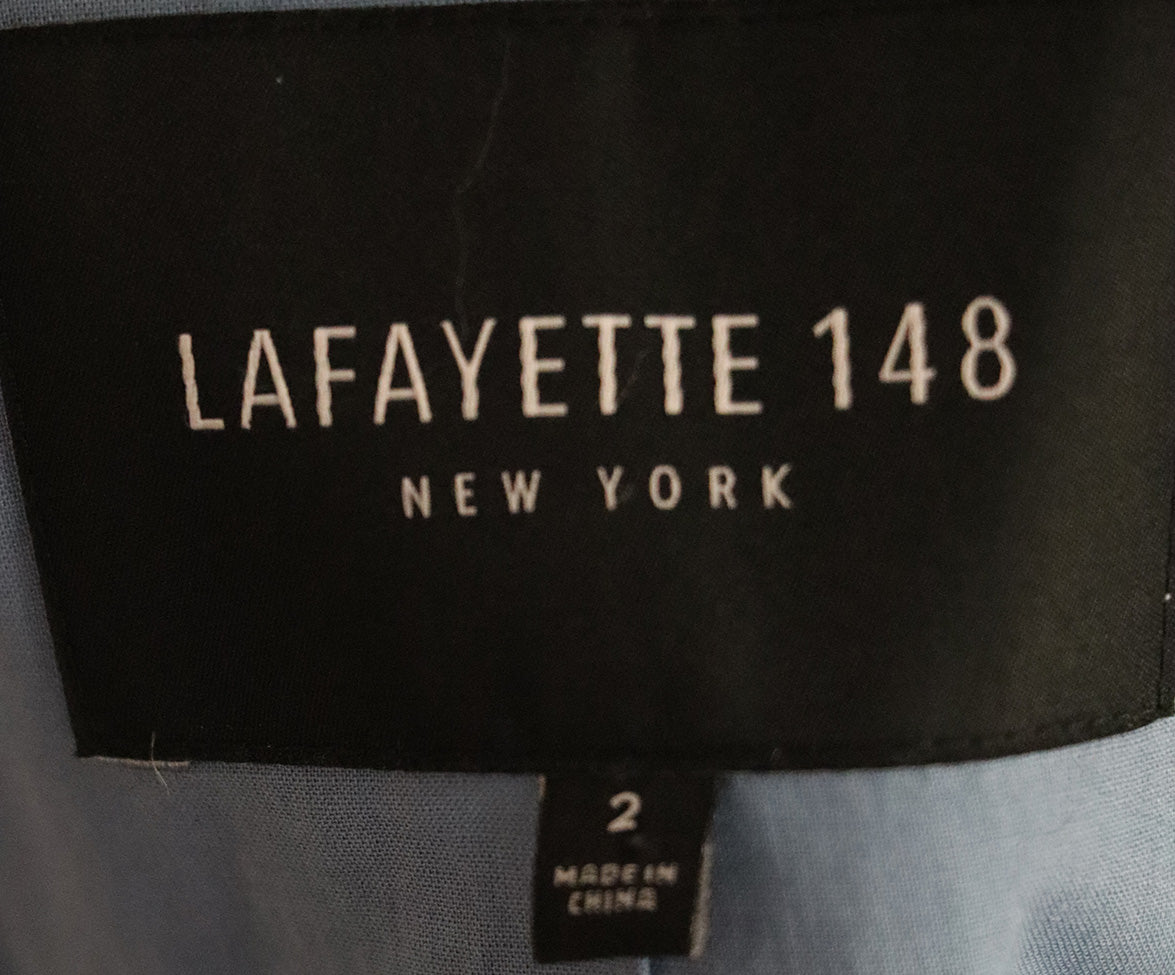 LAFAYETTE 148
NEW YORK
2
MADE IN
CHINA